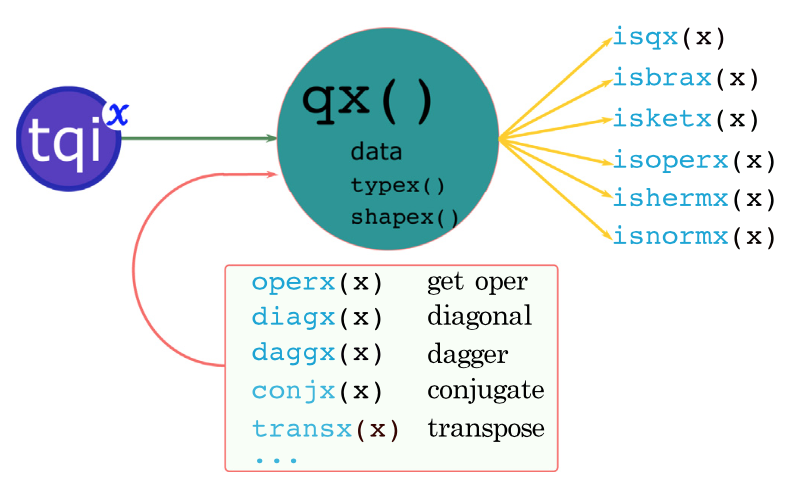 tqi x
qx()
data
typex()
shapex()
isqx(x)
isbrax(x)
isketx(x)
isoperx(x)
ishermx(x)
isnormx(x)
operx(x) get oper
diagx(x) diagonal
daggx(x) dagger
conjx(x) conjugate
transx(x) transpose
...